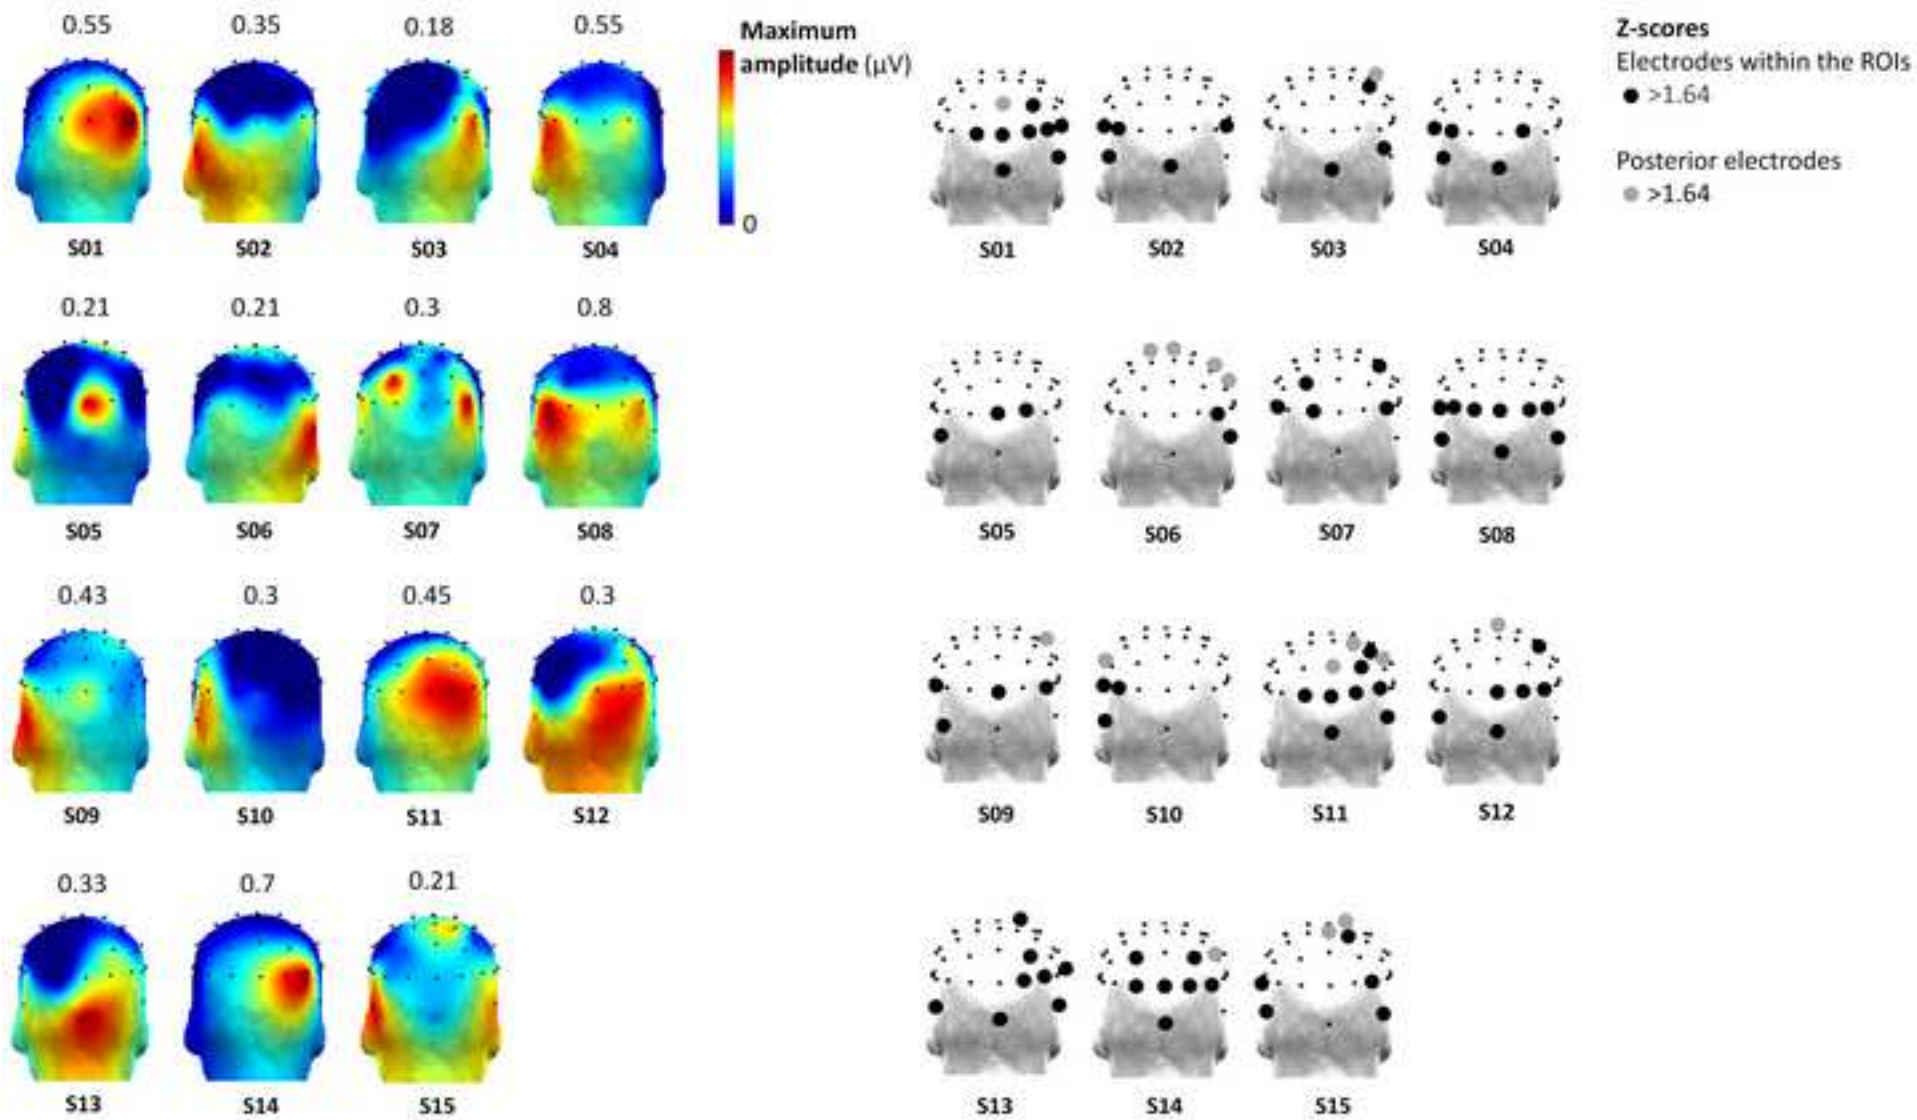 0.55 0.35 0.18 0.55
Maximum
amplitude (µV)
0
S01 S02 S03 S04
0.21 0.21 0.3 0.8
S05 S06 S07 S08
0.43 0.3 0.45 0.3
S09 S10 S11 S12
0.33 0.7 0.21
S13 S14 S15
Z-scores
Electrodes within the ROIs
>1.64
Posterior electrodes
>1.64
S01 S02 S03 S04
S05 S06 S07 S08
S09 S10 S11 S12
S13 S14 S15